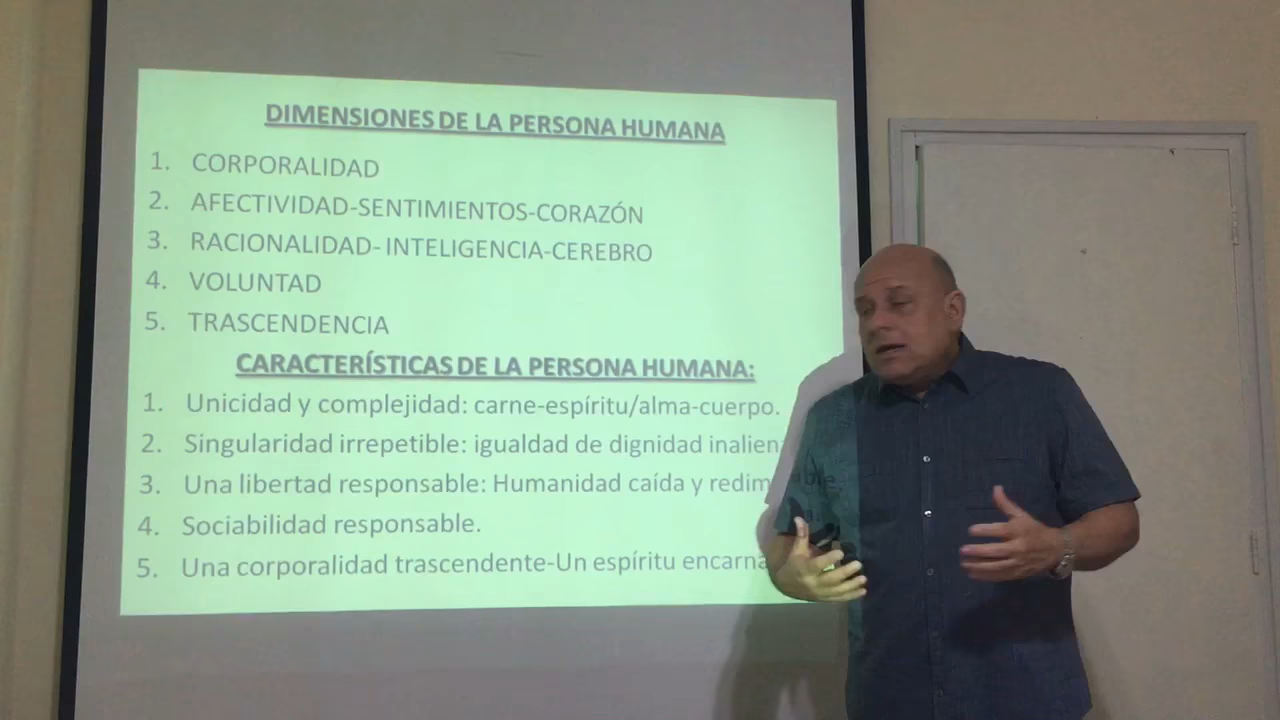 DIMENSIONES DE LA PERSONA HUMANA
1. CORPORALIDAD
2. AFECTIVIDAD-SENTIMIENTOS-CORAZÓN
3. RACIONALIDAD- INTELIGENCIA-CEREBRO
4. VOLUNTAD
5. TRASCENDENCIA
CARACTERÍSTICAS DE LA PERSONA HUMANA:
1. Unicidad y complejidad: carne-espíritu/alma-cuerpo.
2. Singularidad irrepetible: igualdad de dignidad inalienable.
3. Una libertad responsable: Humanidad caída y
4. Sociabilidad responsable.
5. Una corporalidad trascendente-Un espíritu